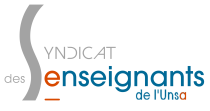 SYNDICAT
des Enseignants
de l'Unsa